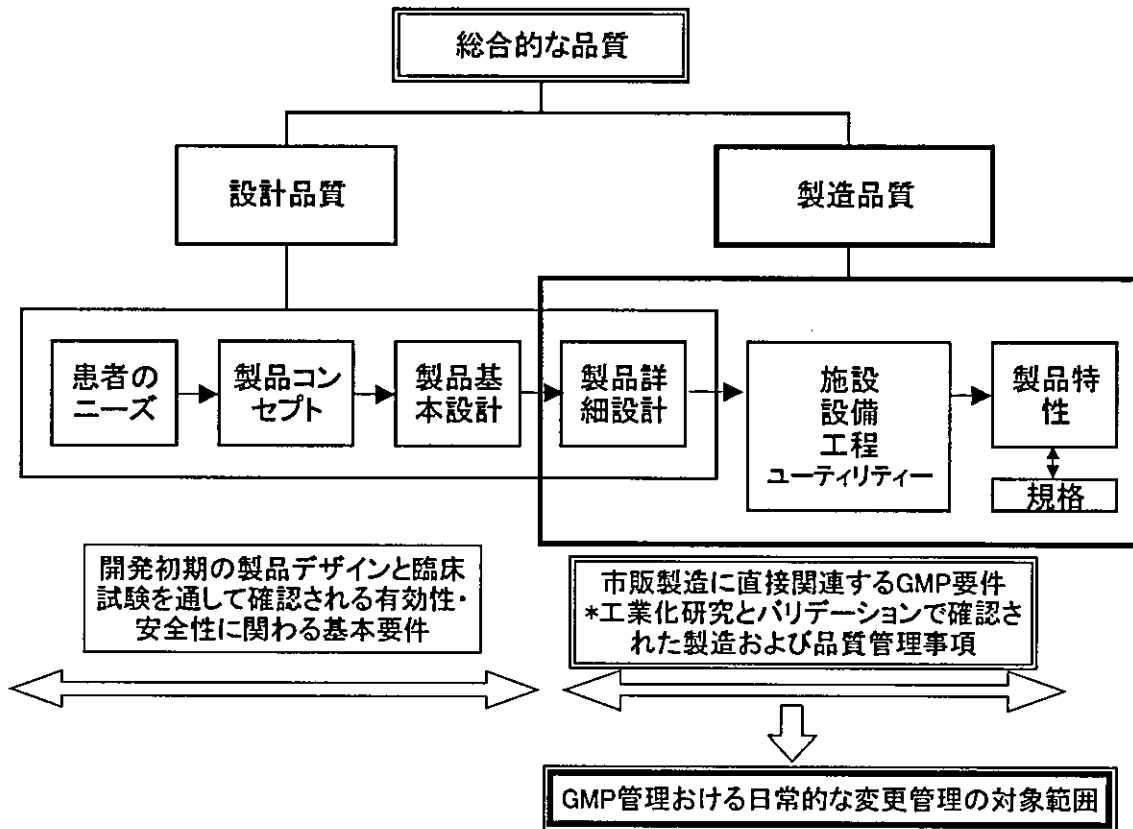 総合的な品質
設計品質
製造品質
患者の
ニーズ
製品コン
セプト
製品基
本設計
製品詳
細設計
施設
設備
工程
ユーティリティー
製品特
性
規格
開発初期の製品デザインと臨床
試験を通して確認される有効性・
安全性に関わる基本要件
市販製造に直接関連するGMP要件
*工業化研究とバリデーションで確認さ
れた製造および品質管理事項
GMP管理おける日常的な変更管理の対象範囲